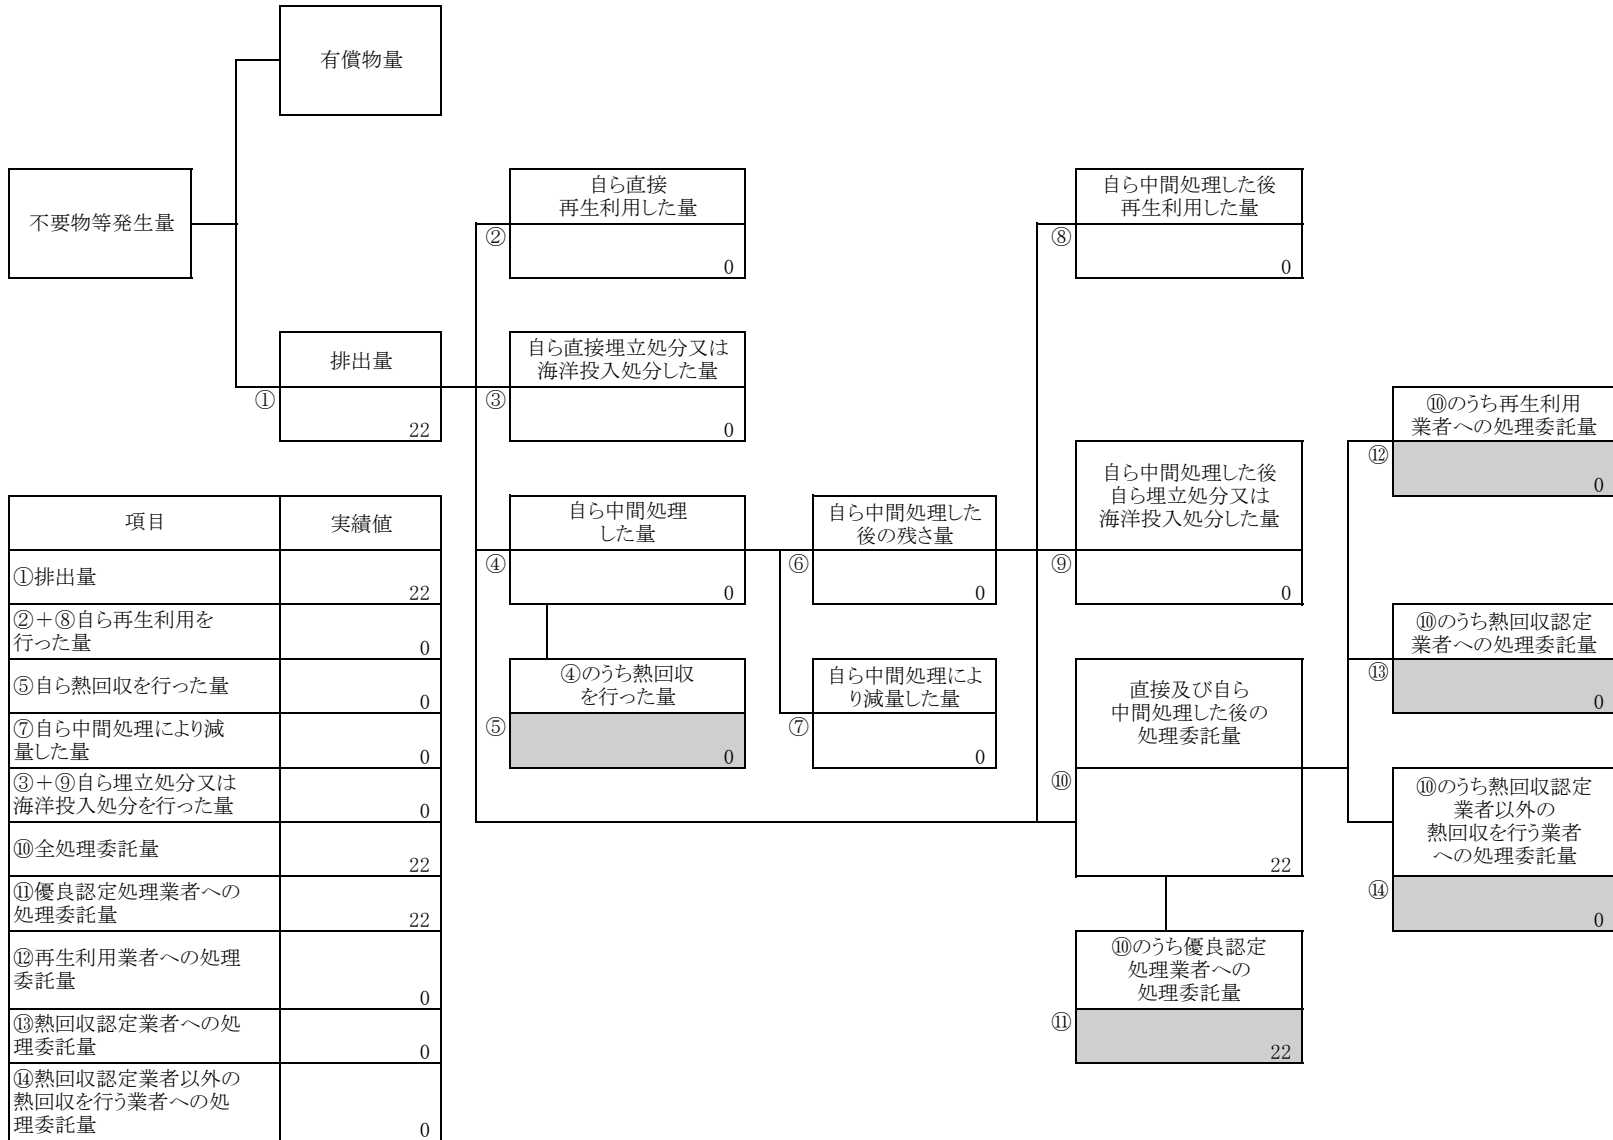 有償物量
不要物等発生量
自ら直接
再生利用した量
②
0
自ら中間処理した後
再生利用した量
⑧
0
排出量
①
22
自ら直接埋立処分又は
海洋投入処分した量
③
0
⑩のうち再生利用
業者への処理委託量
⑫
0
自ら中間処理
した量
④
0
自ら中間処理した
後の残さ量
⑥
0
自ら中間処理した後
自ら埋立処分又は
海洋投入処分した量
⑨
0
⑩のうち熱回収認定
業者への処理委託量
⑬
0
④のうち熱回収
を行った量
⑤
0
自ら中間処理によ
り減量した量
⑦
0
直接及び自ら
中間処理した後の
処理委託量
⑩
22
⑩のうち熱回収認定
業者以外の
熱回収を行う業者
への処理委託量
⑭
0
⑩のうち優良認定
処理業者への
処理委託量
⑪
22
項目 実績値
①排出量 22
②+⑧自ら再生利用を
行った量 0
⑤自ら熱回収を行った量 0
⑦自ら中間処理により減
量した量 0
③+⑨自ら埋立処分又は
海洋投入処分を行った量 0
⑩全処理委託量 22
⑪優良認定処理業者への
処理委託量 22
⑫再生利用業者への処理
委託量 0
⑬熱回収認定業者への処
理委託量 0
⑭熱回収認定業者以外の
熱回収を行う業者への処
理委託量 0